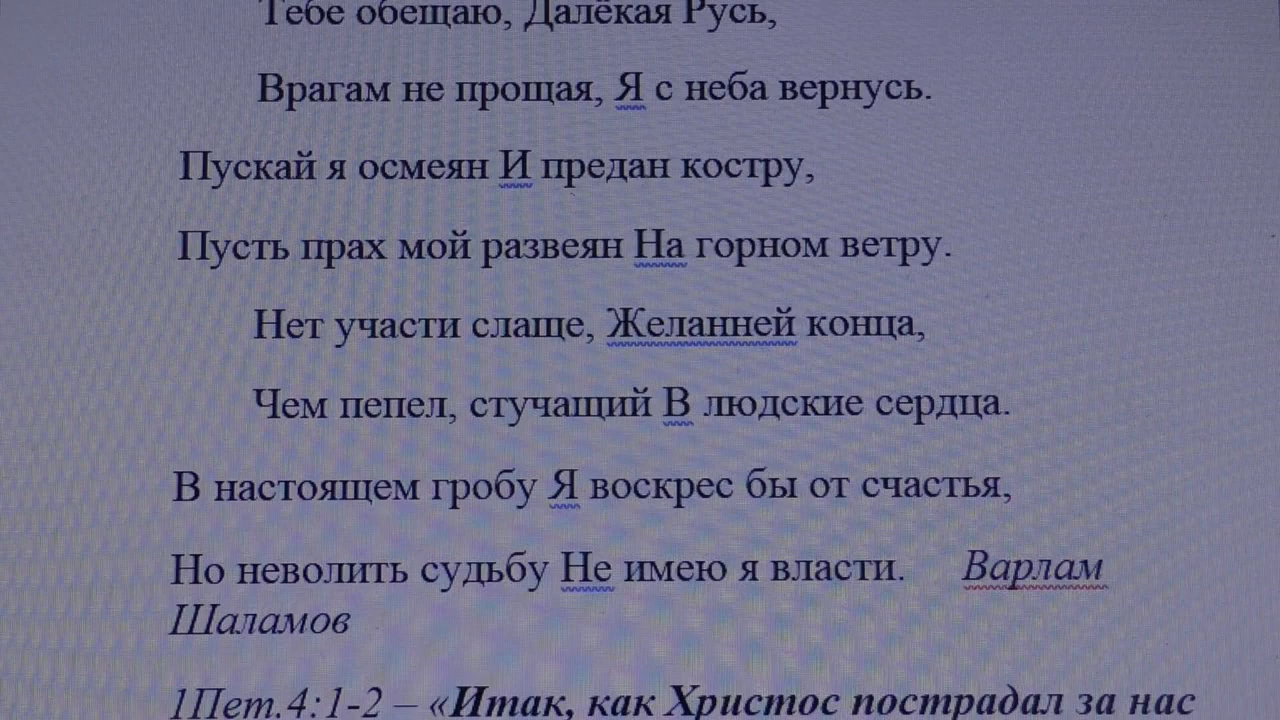 Тебе обещаю, Далёкая Русь,
Врагам не прощая, Я с неба вернусь.
Пускай я осмеян И предан костру,
Пусть прах мой развеян На горном ветру.
Нет участи слаще, Желанней конца,
Чем пепел, стучащий В людские сердца.
В настоящем гробу Я воскрес бы от счастья,
Но неволить судьбу Не имею я власти. Варлам
Шаламов
1Пет.4:1-2 – «Итак, как Христос пострадал за нас